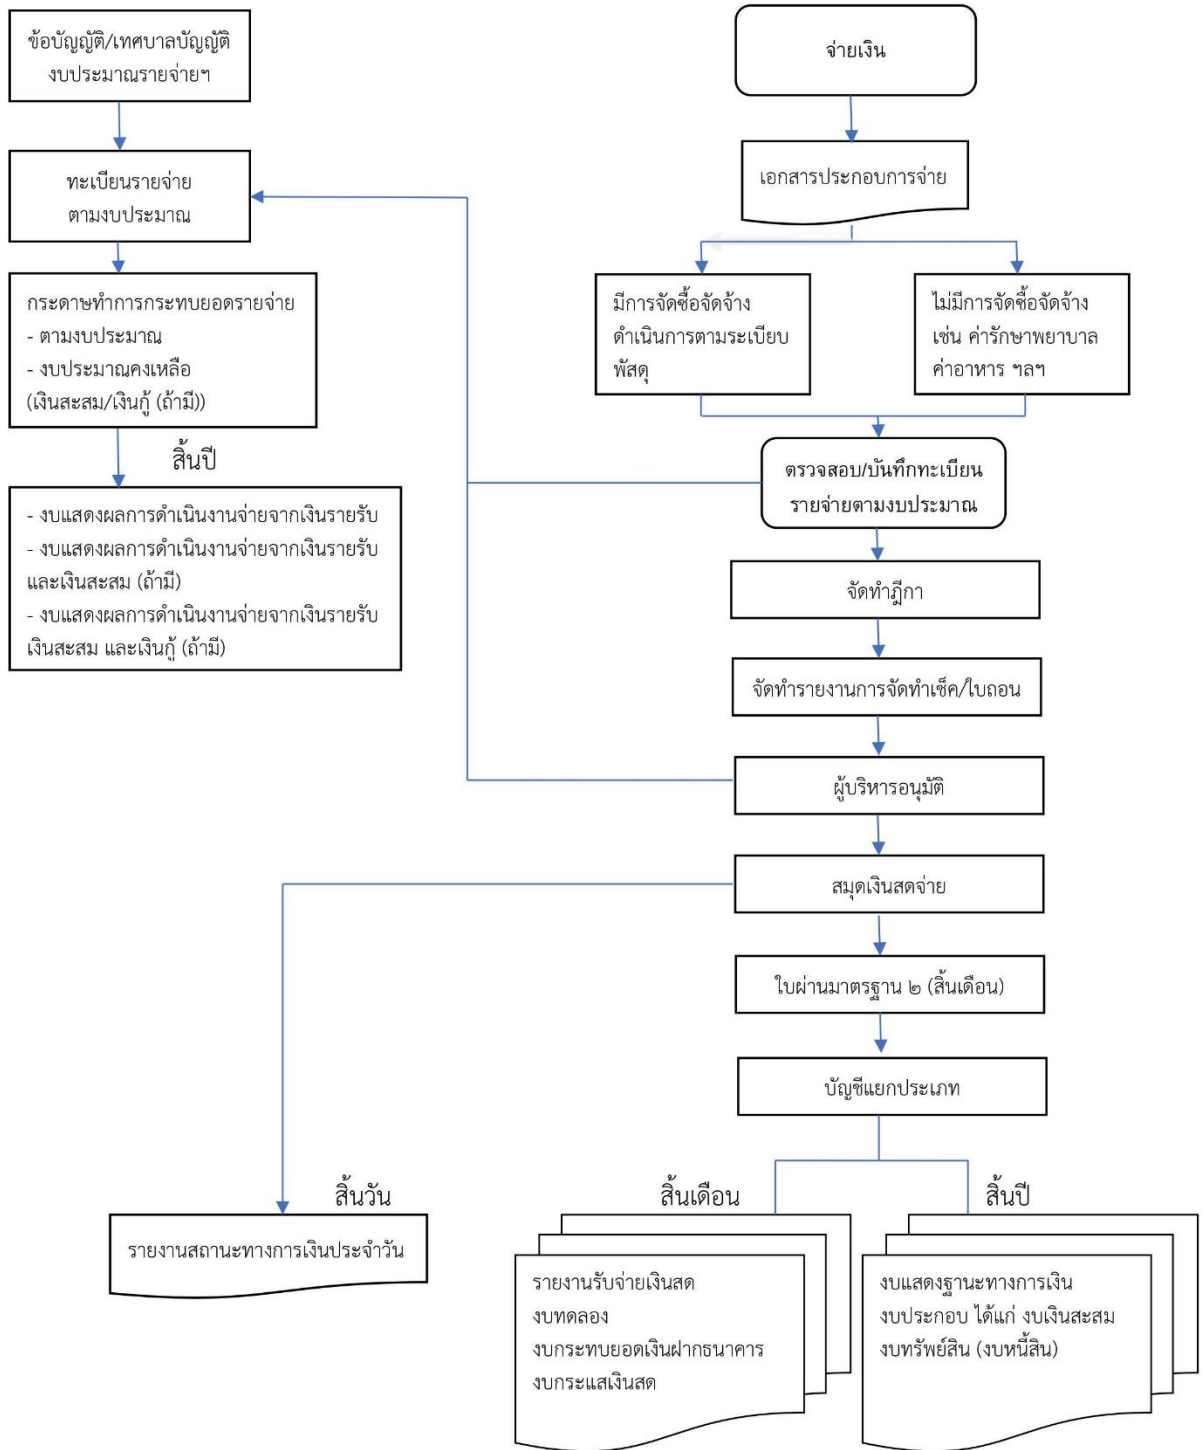 ข้อบัญญัติ/เทศบาลบัญญัติ
งบประมาณรายจ่ายฯ
ทะเบียนรายจ่าย
ตามงบประมาณ
กระดาษทำการกระทบยอดรายจ่าย
- ตามงบประมาณ
- งบประมาณคงเหลือ
(เงินสะสม/เงินกู้ (ถ้ามี))
สิ้นปี
- งบแสดงผลการดำเนินงานจ่ายจากเงินรายรับ
- งบแสดงผลการดำเนินงานจ่ายจากเงินรายรับ
และเงินสะสม (ถ้ามี)
- งบแสดงผลการดำเนินงานจ่ายจากเงินรายรับ
เงินสะสม และเงินกู้ (ถ้ามี)
จ่ายเงิน
เอกสารประกอบการจ่าย
มีการจัดซื้อจัดจ้าง
ดำเนินการตามระเบียบ
พัสดุ
ไม่มีการจัดซื้อจัดจ้าง
เช่น ค่ารักษาพยาบาล
ค่าอาหาร ฯลฯ
ตรวจสอบ/บันทึกทะเบียน
รายจ่ายตามงบประมาณ
จัดทำฎีกา
จัดทำรายงานการจัดทำเช็ค/ใบถอน
ผู้บริหารอนุมัติ
สมุดเงินสดจ่าย
ใบผ่านมาตรฐาน ๒ (สิ้นเดือน)
บัญชีแยกประเภท
สิ้นวัน
รายงานสถานะทางการเงินประจำวัน
สิ้นเดือน
รายงานรับจ่ายเงินสด
งบทดลอง
งบกระทบยอดเงินฝากธนาคาร
งบกระแสเงินสด
สิ้นปี
งบแสดงฐานะทางการเงิน
งบประกอบ ได้แก่ งบเงินสะสม
งบทรัพย์สิน (งบหนี้สิน)